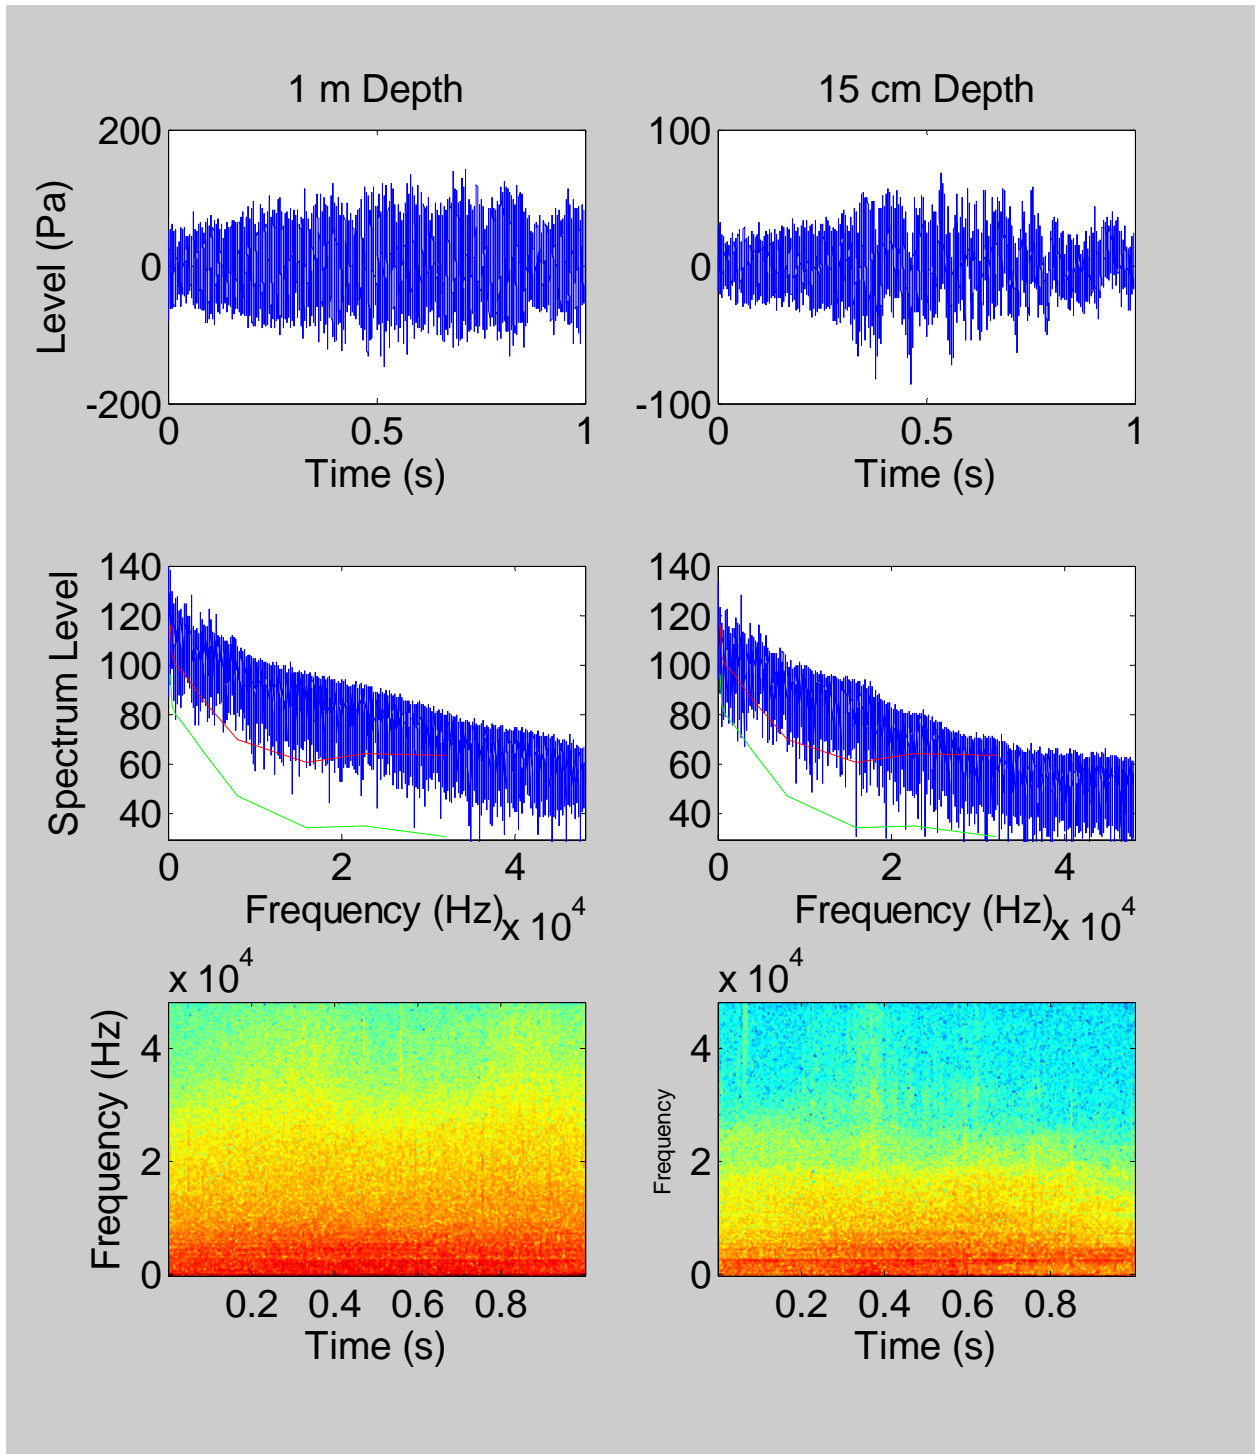 1 m Depth
15 cm Depth
200
0
-200
Level (Pa)
0
0.5
1
Time (s)
100
0
-100
0
0.5
1
Time (s)
140
120
100
80
60
40
Spectrum Level
0
2
4
Frequency (Hz)
x 10^4
140
120
100
80
60
40
0
2
4
Frequency (Hz)
x 10^4
x 10^4
4
2
0
Frequency (Hz)
0.2
0.4
0.6
0.8
Time (s)
x 10^4
4
2
0
Frequency
0.2
0.4
0.6
0.8
Time (s)